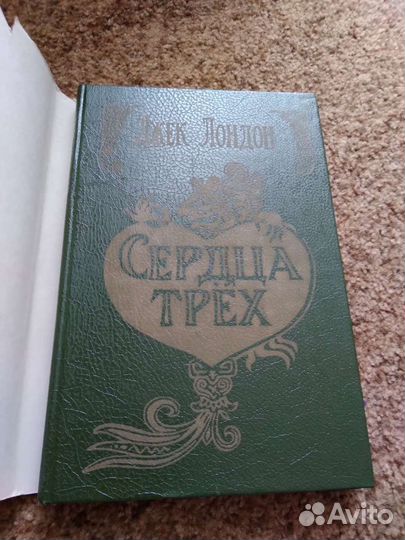 Джек Лондон
Сердца
трёх
Avito